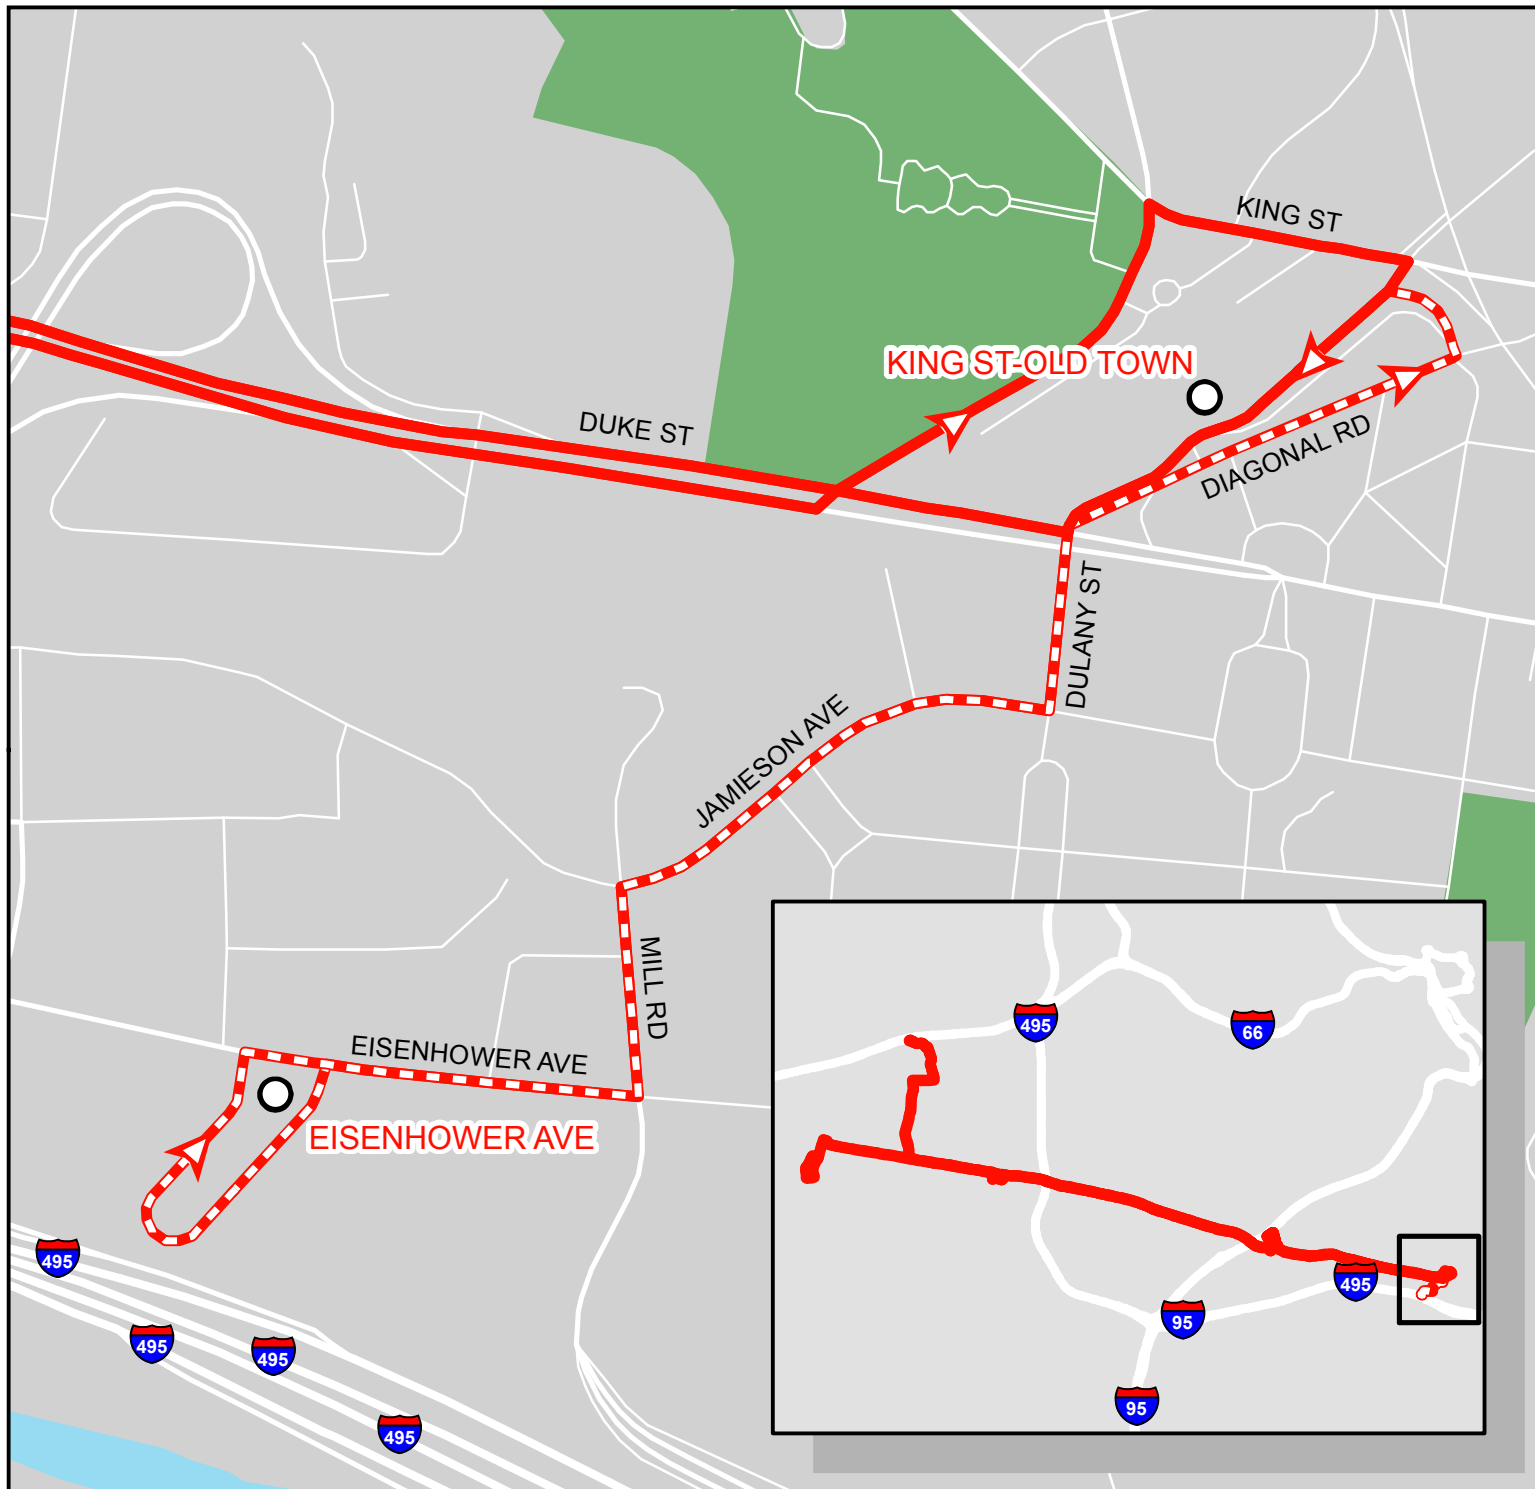 KING ST
KING ST-OLD TOWN
DUKE ST
DIAGONAL RD
DULANY ST
JAMIESON AVE
MILL RD
EISENHOWER AVE
EISENHOWER AVE
495
495
495
495
495
66
495
95
95